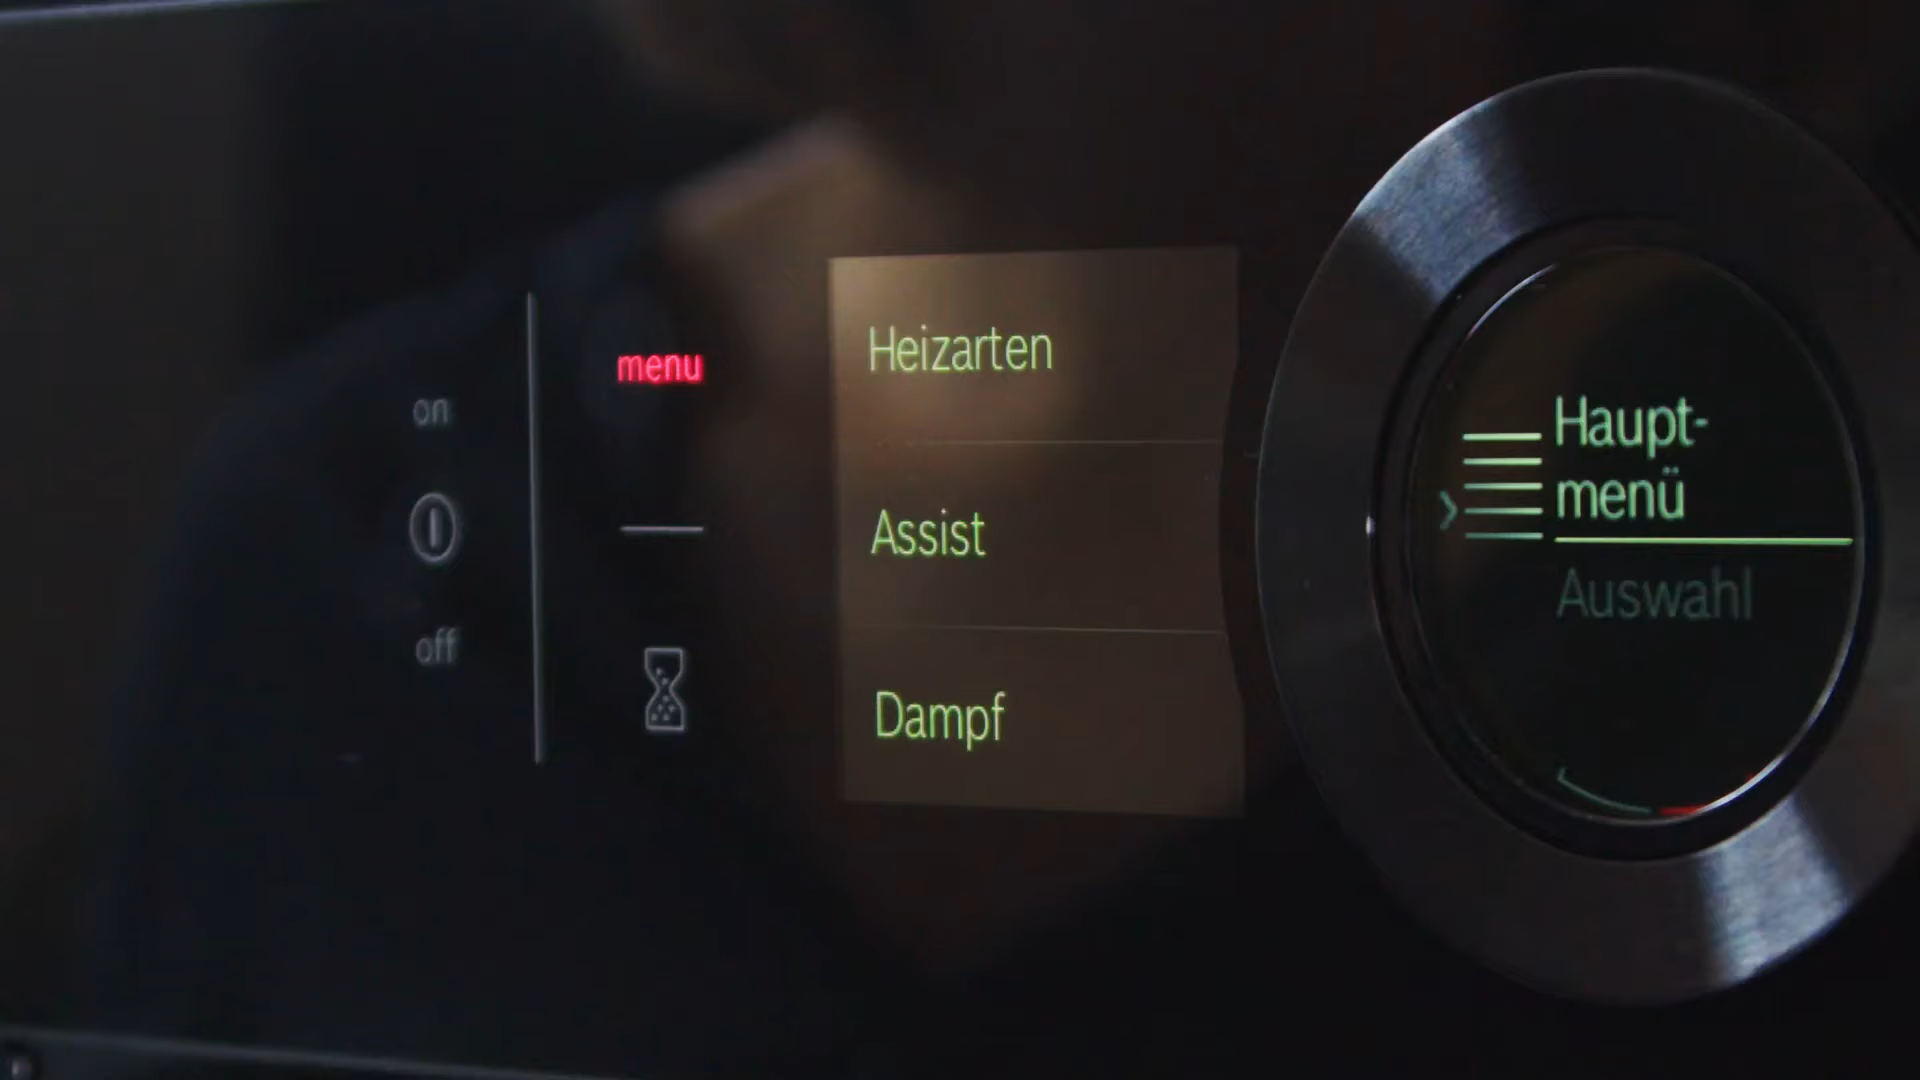 on
off
menu
Heizarten
Assist
Dampf
Haupt-
menü
Auswahl